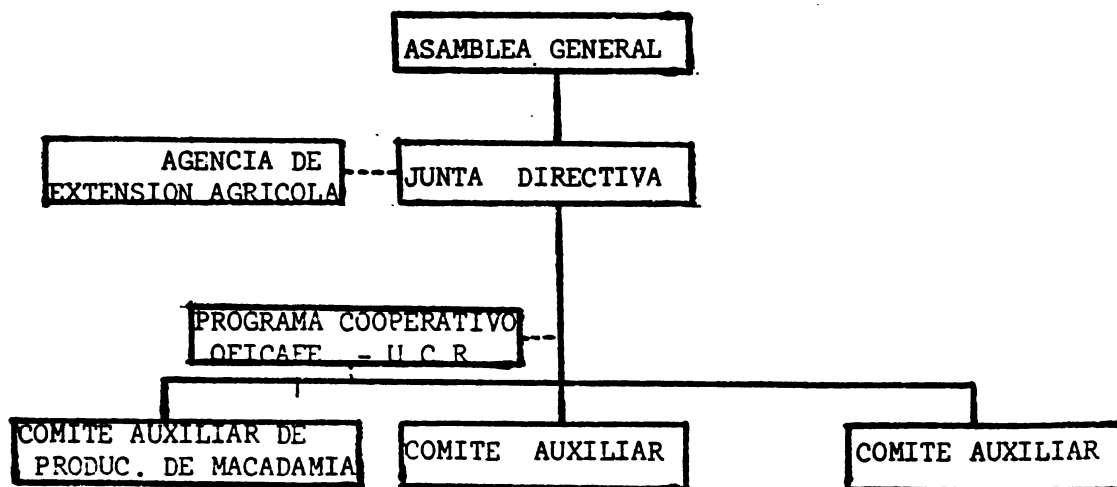 ASAMBLEA GENERAL
AGENCIA DE
EXTENSION AGRICOLA
JUNTA DIRECTIVA
PROGRAMA COOPERATIVO
OFICAFE - U C R
COMITE AUXILIAR DE
PRODUC. DE MACADAMIA
COMITE AUXILIAR
COMITE AUXILIAR